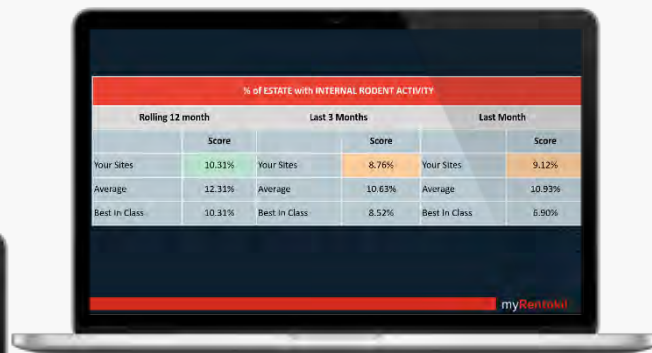 % of ESTATE with INTERNAL RODENT ACTIVITY
Rolling 12 month Last 3 Months Last Month
Score Score Score
Your Sites 10.31% Your Sites 8.76% Your Sites 9.12%
Average 12.31% Average 10.63% Average 10.93%
Best In Class 10.31% Best In Class 8.52% Best In Class 6.90%
myRentokil